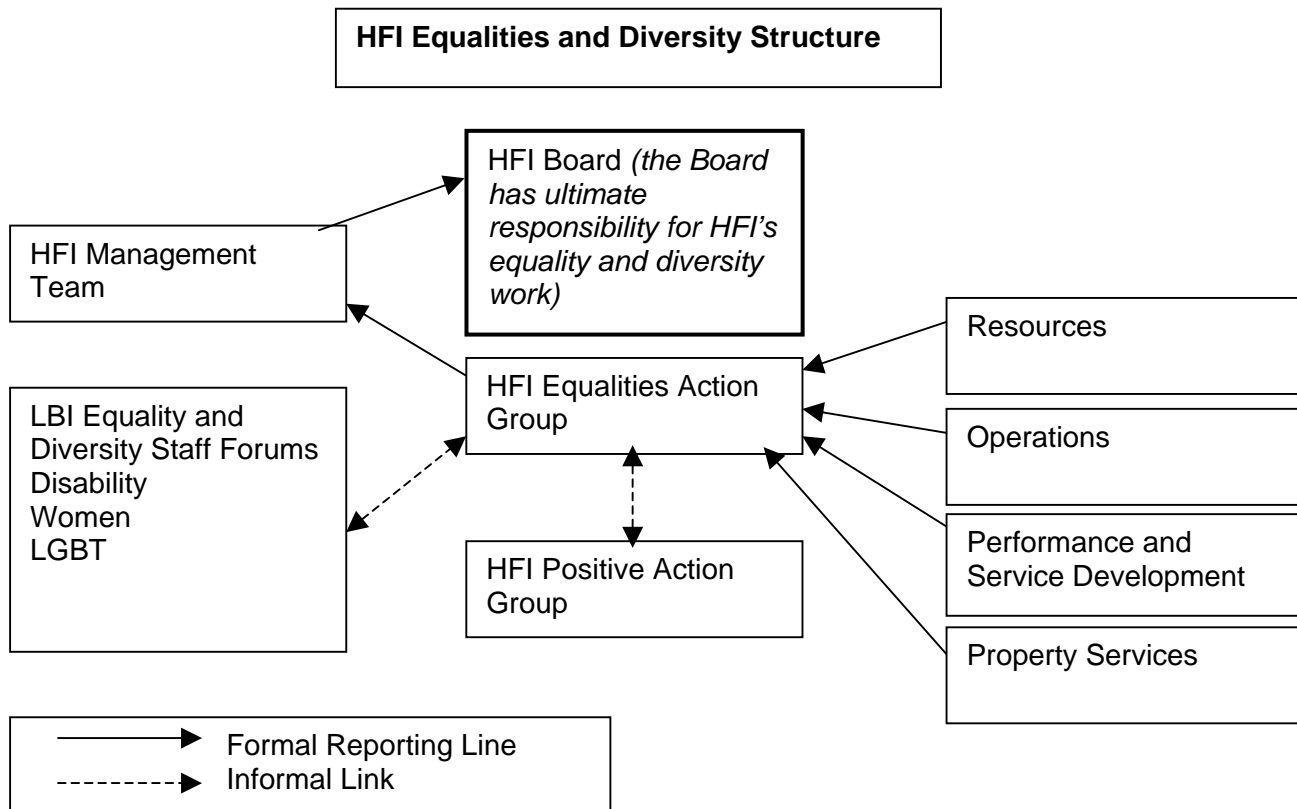 HFI Equalities and Diversity Structure
HFI Board (the Board
has ultimate
responsibility for HFI’s
equality and diversity
work)
HFI Management
Team
Resources
HFI Equalities Action
Group
LBI Equality and
Diversity Staff Forums
Disability
Women
LGBT
Operations
Performance and
Service Development
HFI Positive Action
Group
Property Services
Formal Reporting Line
Informal Link